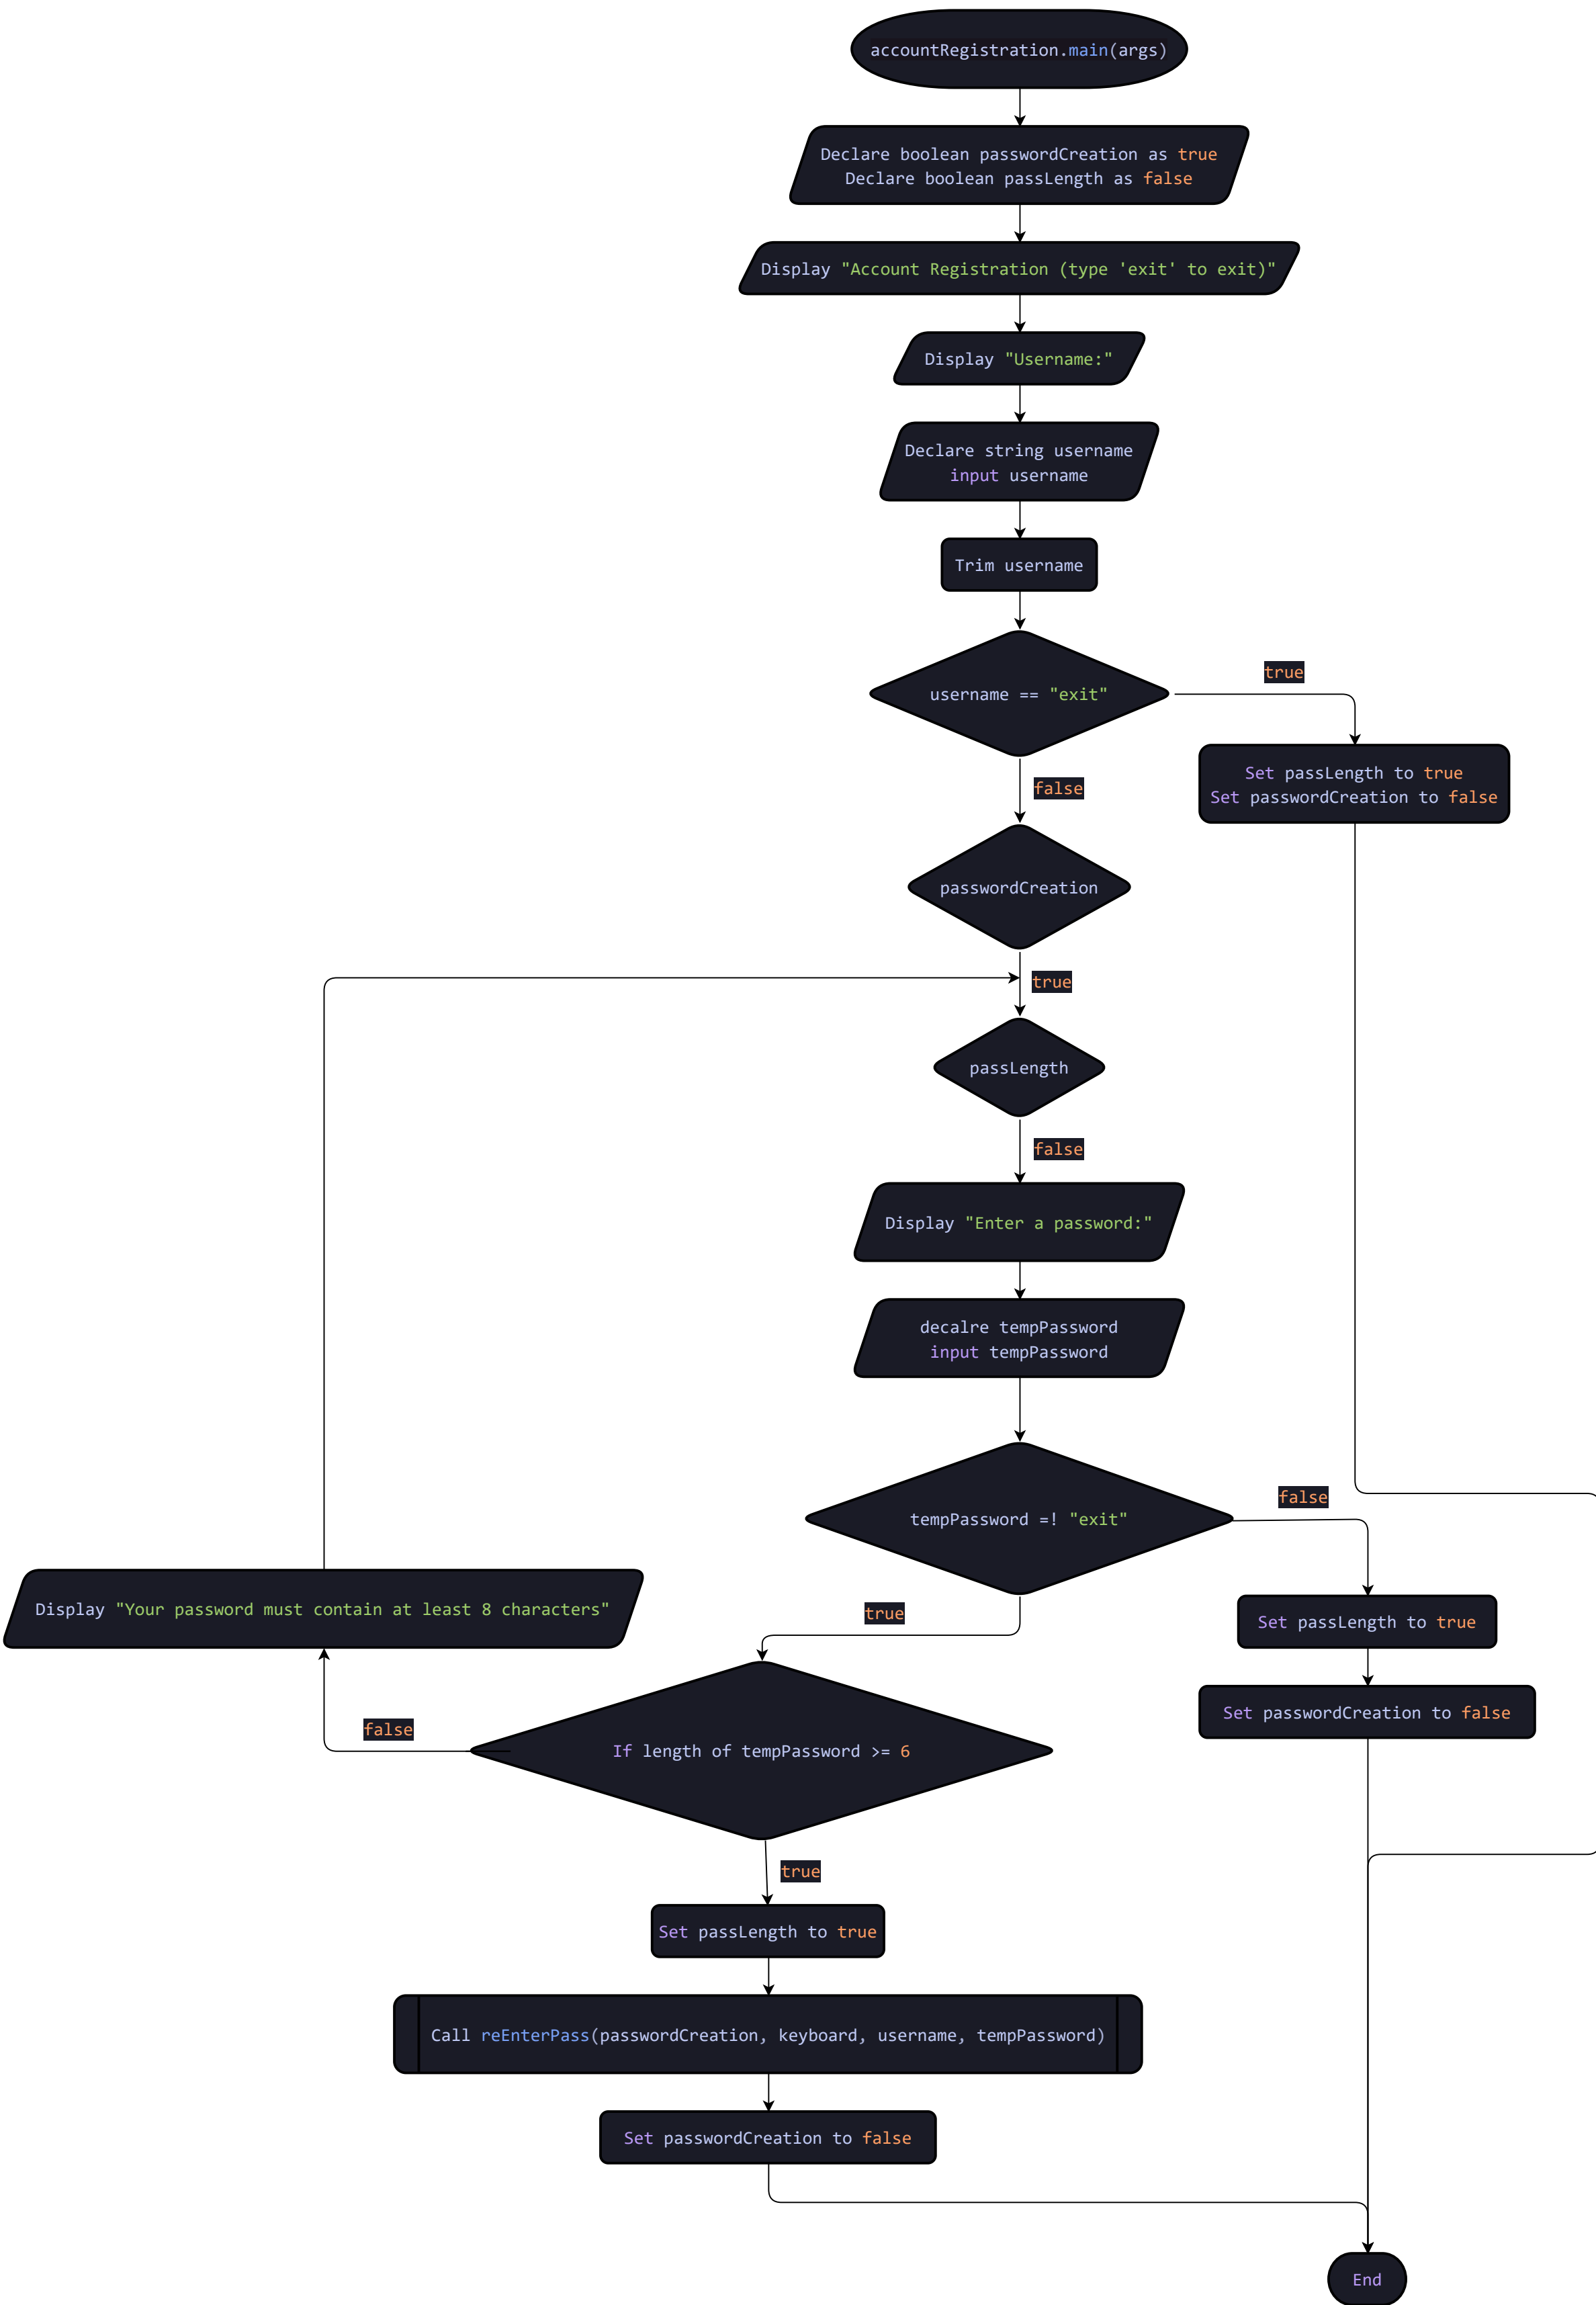 accountRegistration.main(args)
Declare boolean passwordCreation as true
Declare boolean passLength as false
Display "Account Registration (type 'exit' to exit)"
Display "Username:"
Declare string username
input username
Trim username
username == "exit"
true
Set passLength to true
Set passwordCreation to false
false
passwordCreation
true
passLength
false
Display "Enter a password:"
decalre tempPassword
input tempPassword
tempPassword =! "exit"
false
Set passLength to true
Set passwordCreation to false
true
If length of tempPassword >= 6
false
Display "Your password must contain at least 8 characters"
true
Set passLength to true
Call reEnterPass(passwordCreation, keyboard, username, tempPassword)
Set passwordCreation to false
End